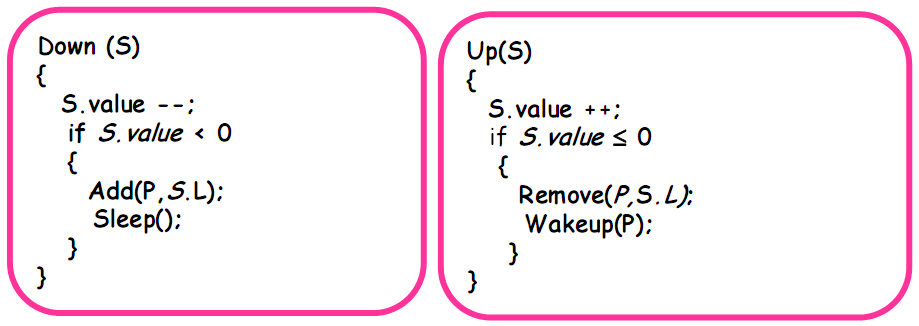 Down (S)
{
S.value --;
if S.value < 0
{
Add(P,S.L);
Sleep();
}
}
Up(S)
{
S.value ++;
if S.value ≤ 0
{
Remove(P,S.L);
Wakeup(P);
}
}